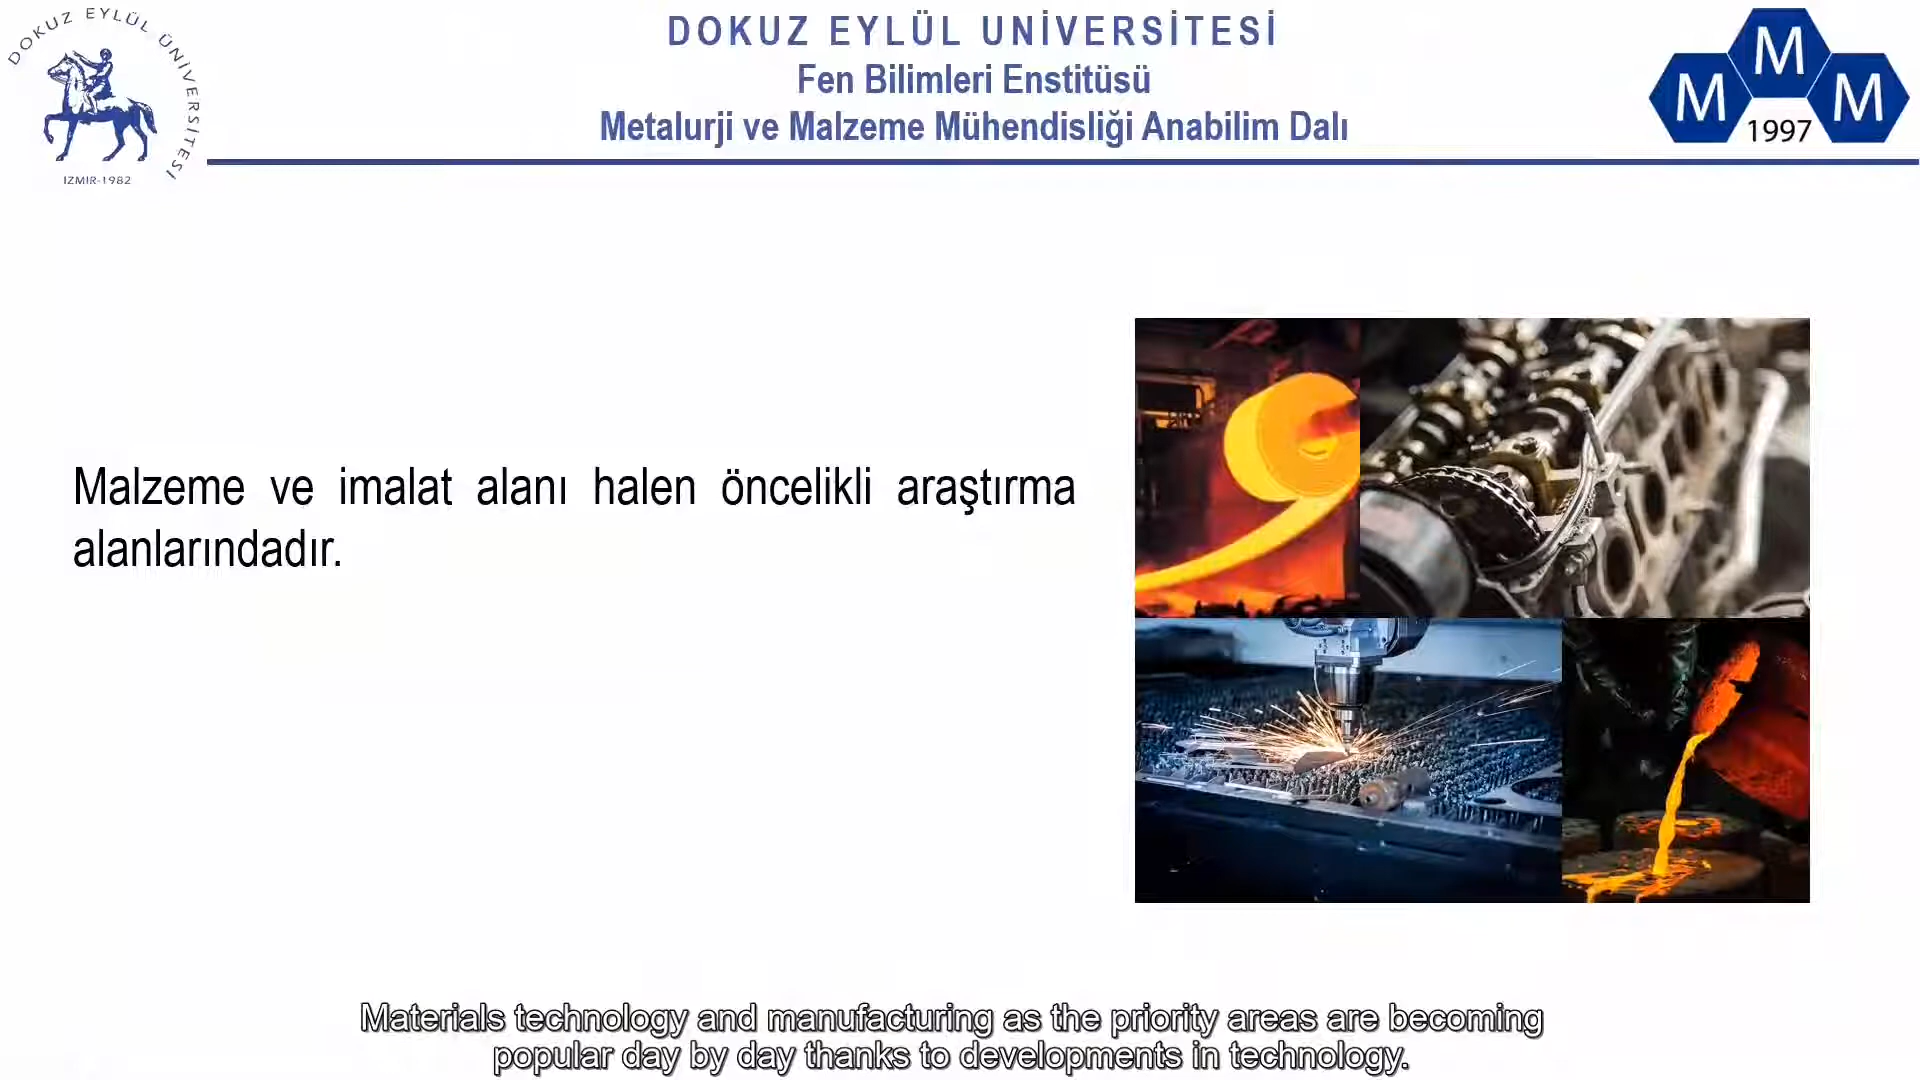 DOKUZ EYLÜL ÜNİVERSİTESİ
IZMIR-1982
DOKUZ EYLÜL UNİVERSİTESİ
Fen Bilimleri Enstitüsü
Metalurji ve Malzeme Mühendisliği Anabilim Dalı
M M M
1997
Malzeme ve imalat alanı halen öncelikli araştırma
alanlarındadır.
Materials technology and manufacturing as the priority areas are becoming
popular day by day thanks to developments in technology.